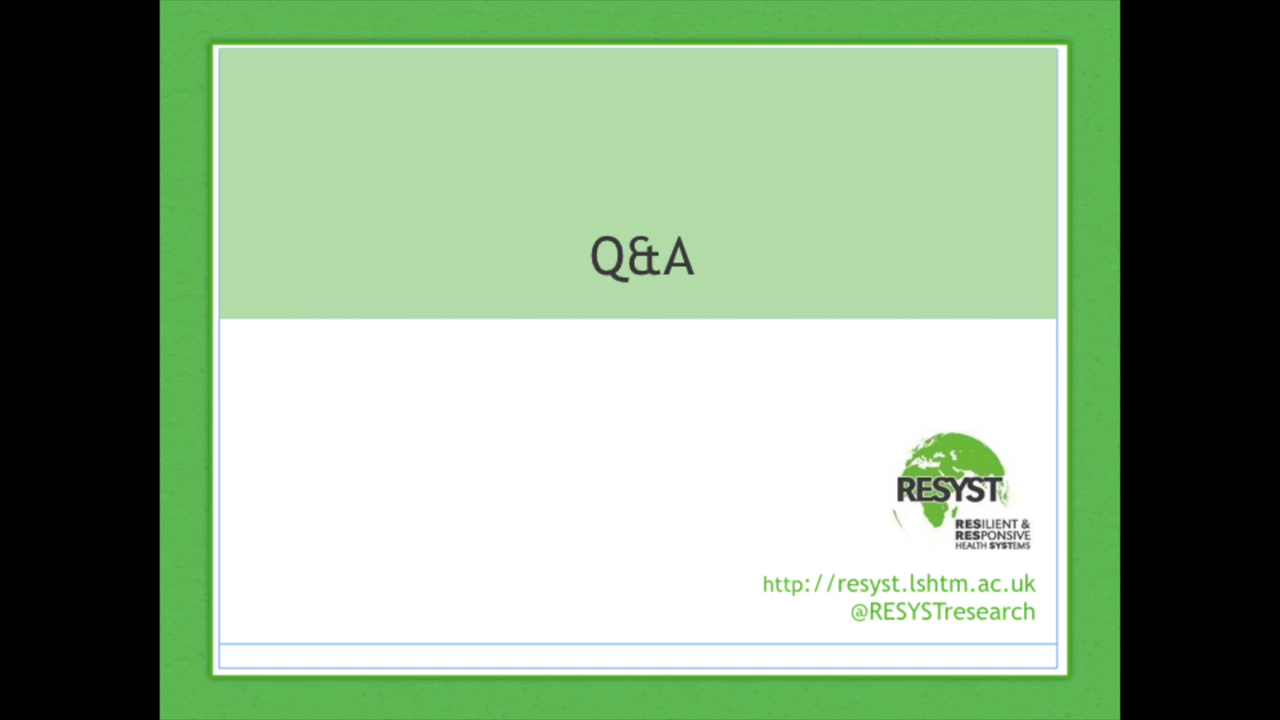 Q&A
RESYST
RESILIENT &
RESPONSIVE
HEALTH SYSTEMS
http://resyst.lshtm.ac.uk
@RESYSTresearch